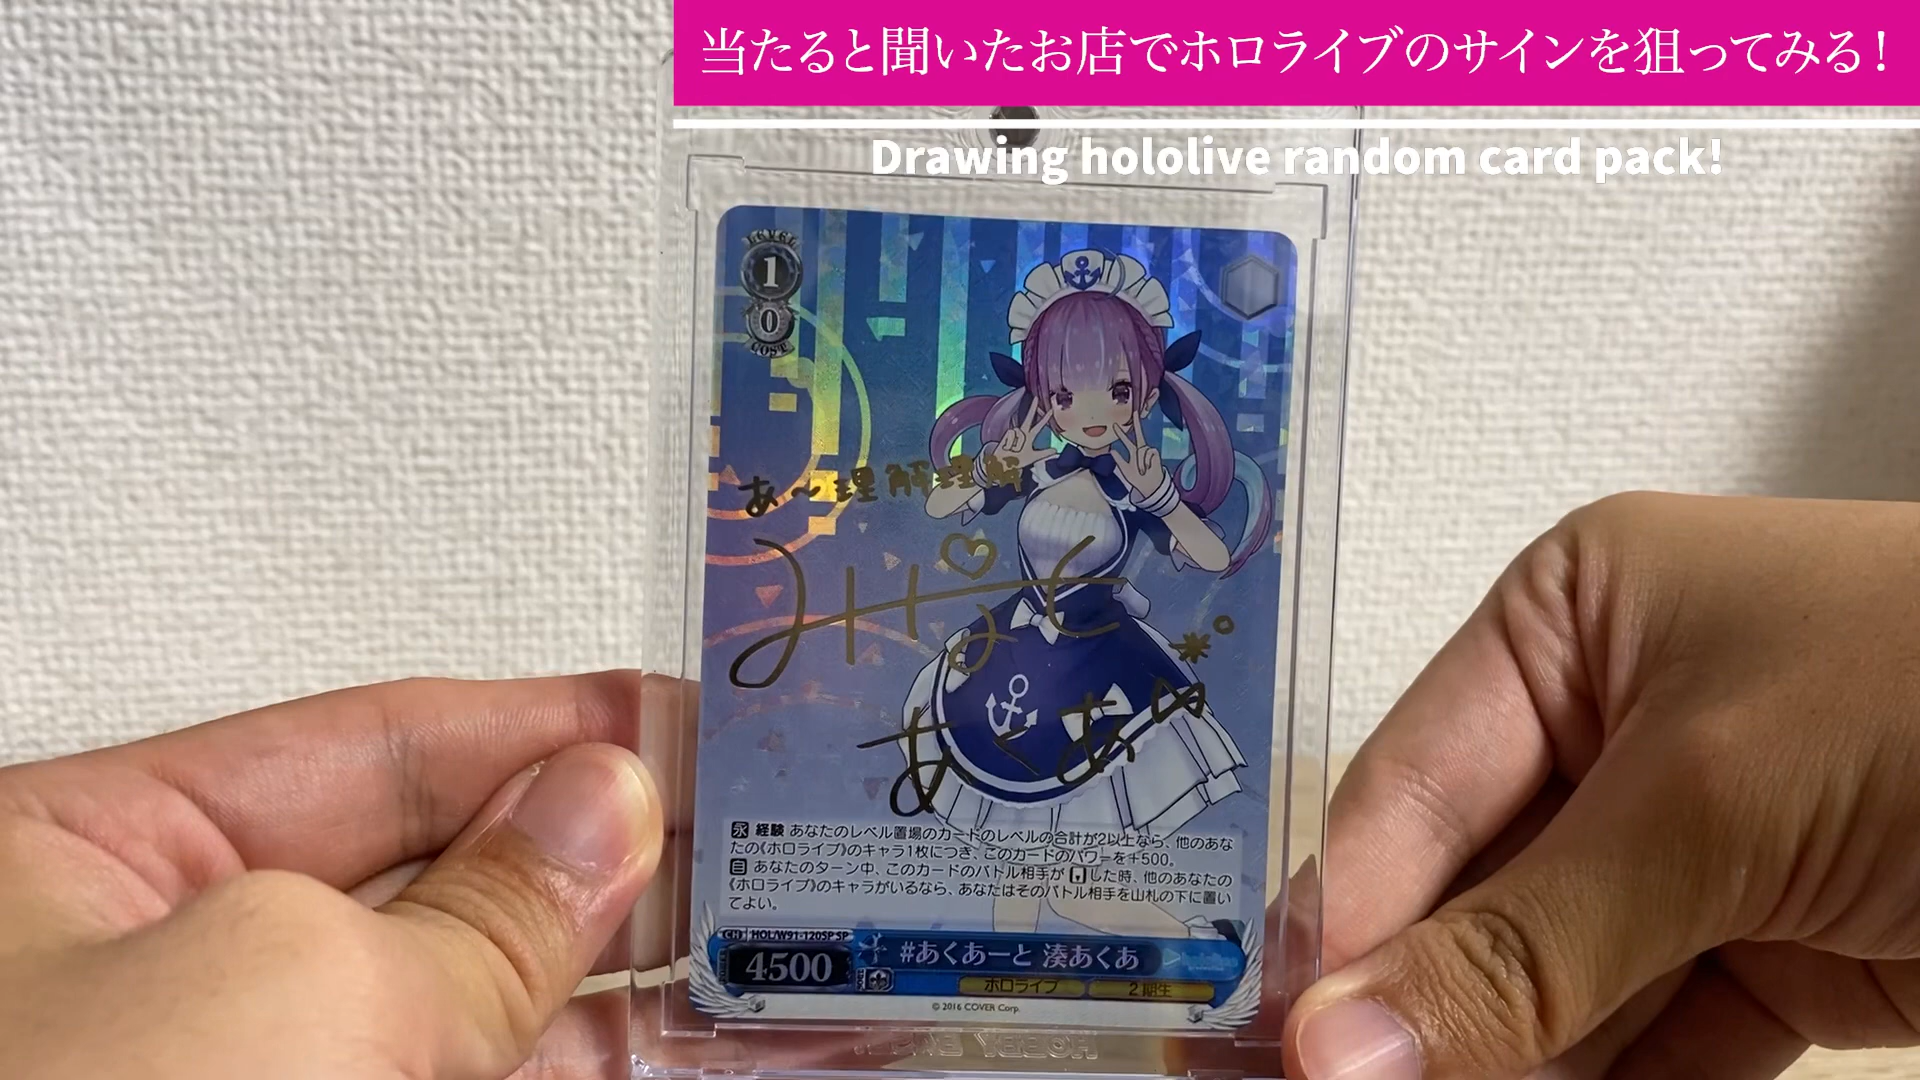 当たると聞いたお店でホロライブのサインを狙ってみる!
Drawing hololive random card pack!
LEVEL
1
0
COST
あ～理解理解
みなと
あくあ
永 経験 あなたのレベル置場のカードのレベルの合計が2以上なら、他のあな
たの《ホロライブ》のキャラ1枚につき、このカードのパワーを+500。
自 あなたのターン中、このカードのバトル相手が した時、他のあなたの
《ホロライブ》のキャラがいるなら、あなたはそのバトル相手を山札の下に置い
てよい。
CH HOL/W91-120SP SP
4500
#あくあーと 湊あくあ
ホロライブ 2期生
© 2016 COVER Corp.